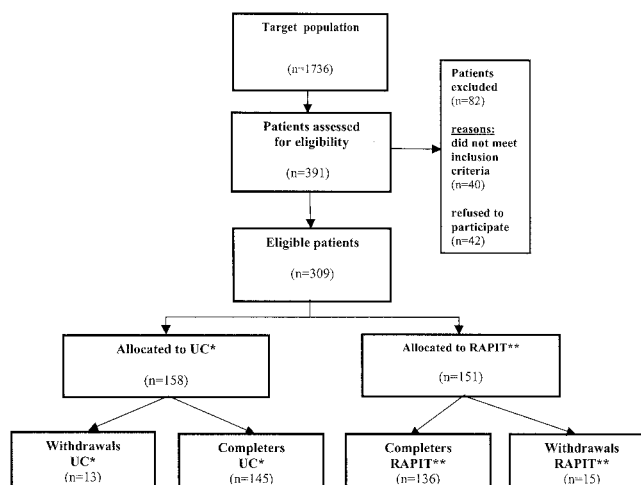 Target population
(n=1736)
Patients assessed
for eligibility
(n=391)
Patients
excluded
(n=82)
reasons:
did not meet
inclusion
criteria
(n=40)
refused to
participate
(n=42)
Eligible patients
(n=309)
Allocated to UC*
(n=158)
Allocated to RAPIT**
(n=151)
Withdrawals
UC*
(n=13)
Completers
UC*
(n=145)
Completers
RAPIT**
(n=136)
Withdrawals
RAPIT**
(n=15)